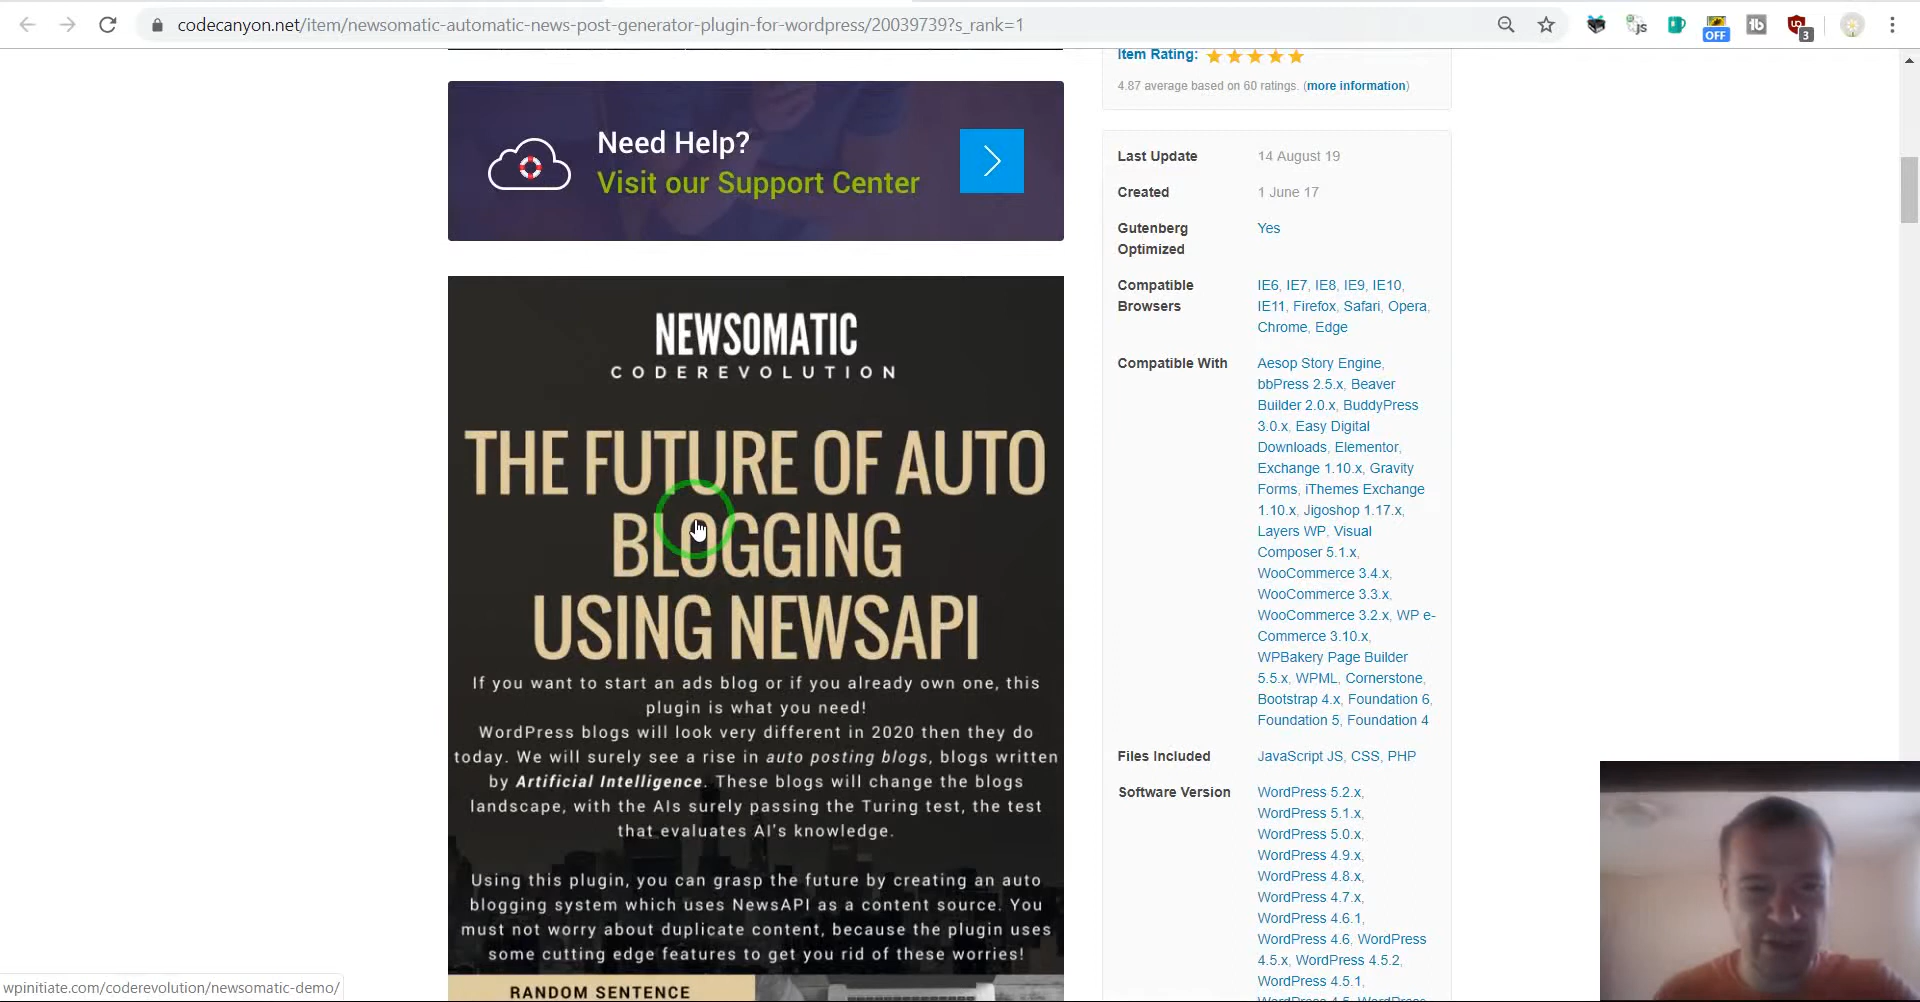 codecanyon.net/item/newsomatic-automatic-news-post-generator-plugin-for-wordpress/20039739?s_rank=1
JS
OFF
tb
3
Item Rating:
4.87 average based on 60 ratings. (more information)
Need Help?
Visit our Support Center
NEWSOMATIC
CODEREVOLUTION
THE FUTURE OF AUTO
BLOGGING
USING NEWSAPI
If you want to start an ads blog or if you already own one, this
plugin is what you need!
WordPress blogs will look very different in 2020 then they do
today. We will surely see a rise in auto posting blogs, blogs written
by Artificial Intelligence. These blogs will change the blogs
landscape, with the AIs surely passing the Turing test, the test
that evaluates AI's knowledge.
Using this plugin, you can grasp the future by creating an auto
blogging system which uses NewsAPI as a content source. You
must not worry about duplicate content, because the plugin uses
some cutting edge features to get you rid of these worries!
RANDOM SENTENCE
Last Update 14 August 19
Created 1 June 17
Gutenberg Yes
Optimized
Compatible IE6, IE7, IE8, IE9, IE10,
Browsers IE11, Firefox, Safari, Opera,
Chrome, Edge
Compatible With Aesop Story Engine,
bbPress 2.5.x, Beaver
Builder 2.0.x, BuddyPress
3.0.x, Easy Digital
Downloads, Elementor,
Exchange 1.10.x, Gravity
Forms, iThemes Exchange
1.10.x, Jigoshop 1.17.x,
Layers WP, Visual
Composer 5.1.x,
WooCommerce 3.4.x,
WooCommerce 3.3.x,
WooCommerce 3.2.x, WP e-
Commerce 3.10.x,
WPBakery Page Builder
5.5.x, WPML, Cornerstone,
Bootstrap 4.x, Foundation 6,
Foundation 5, Foundation 4
Files Included JavaScript JS, CSS, PHP
Software Version WordPress 5.2.x,
WordPress 5.1.x,
WordPress 5.0.x,
WordPress 4.9.x,
WordPress 4.8.x,
WordPress 4.7.x,
WordPress 4.6.1,
WordPress 4.6, WordPress
4.5.x, WordPress 4.5.2,
WordPress 4.5.1,
WordPress 4.5, WordPress
wpinitiate.com/coderevolution/newsomatic-demo/